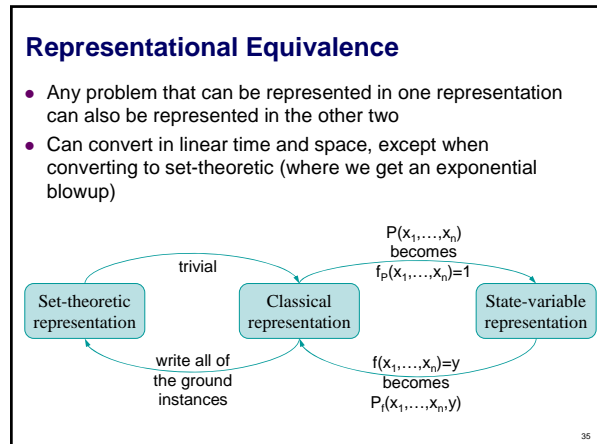 Representational Equivalence
• Any problem that can be represented in one representation
can also be represented in the other two
• Can convert in linear time and space, except when
converting to set-theoretic (where we get an exponential
blowup)
P(x₁,…,xₙ)
becomes
f_P(x₁,…,xₙ)=1
trivial
Set-theoretic
representation
Classical
representation
State-variable
representation
write all of
the ground
instances
f(x₁,…,xₙ)=y
becomes
P_f(x₁,…,xₙ,y)
35